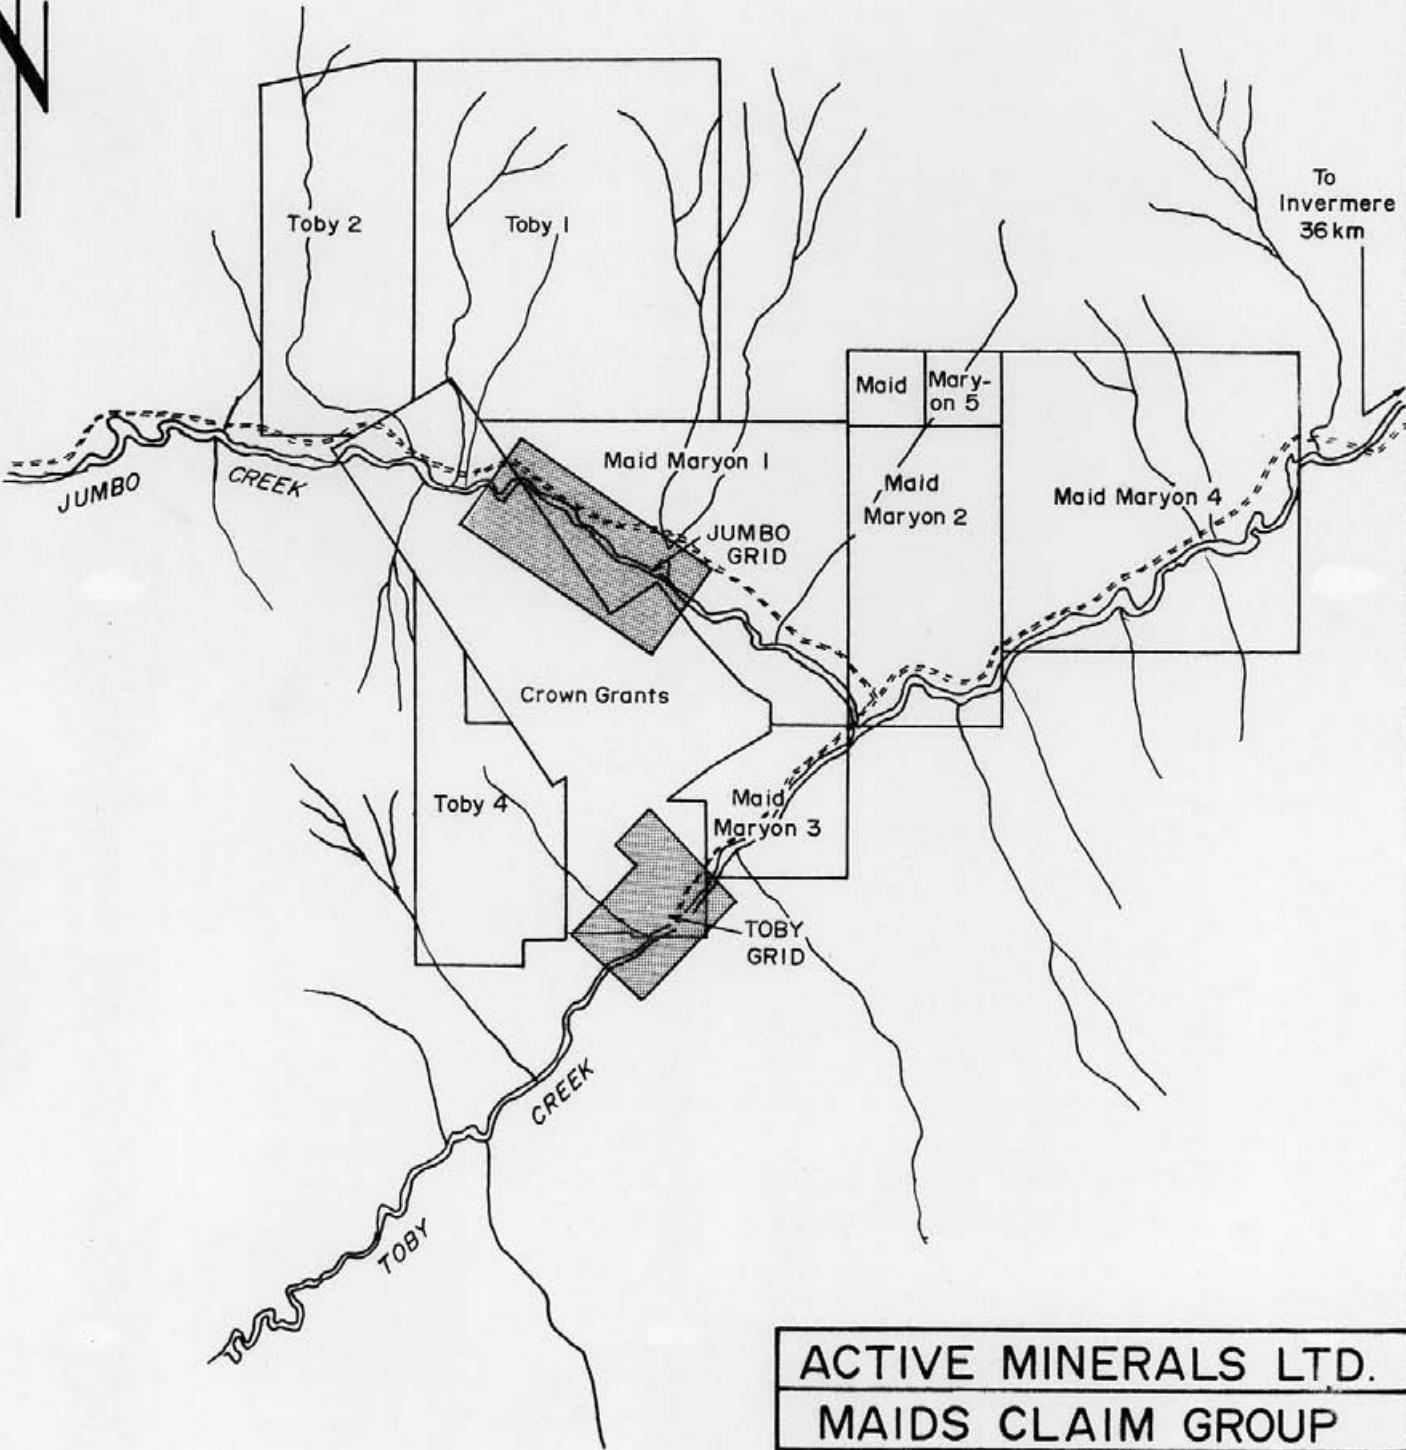 N
To
Invermere
36 km
Toby 2
Toby 1
Maid
Mary-
on 5
Maid Maryon 1
Maid
Maryon 2
Maid Maryon 4
JUMBO
CREEK
JUMBO
GRID
Crown Grants
Toby 4
Maid
Maryon 3
TOBY
GRID
CREEK
TOBY
ACTIVE MINERALS LTD.
MAIDS CLAIM GROUP